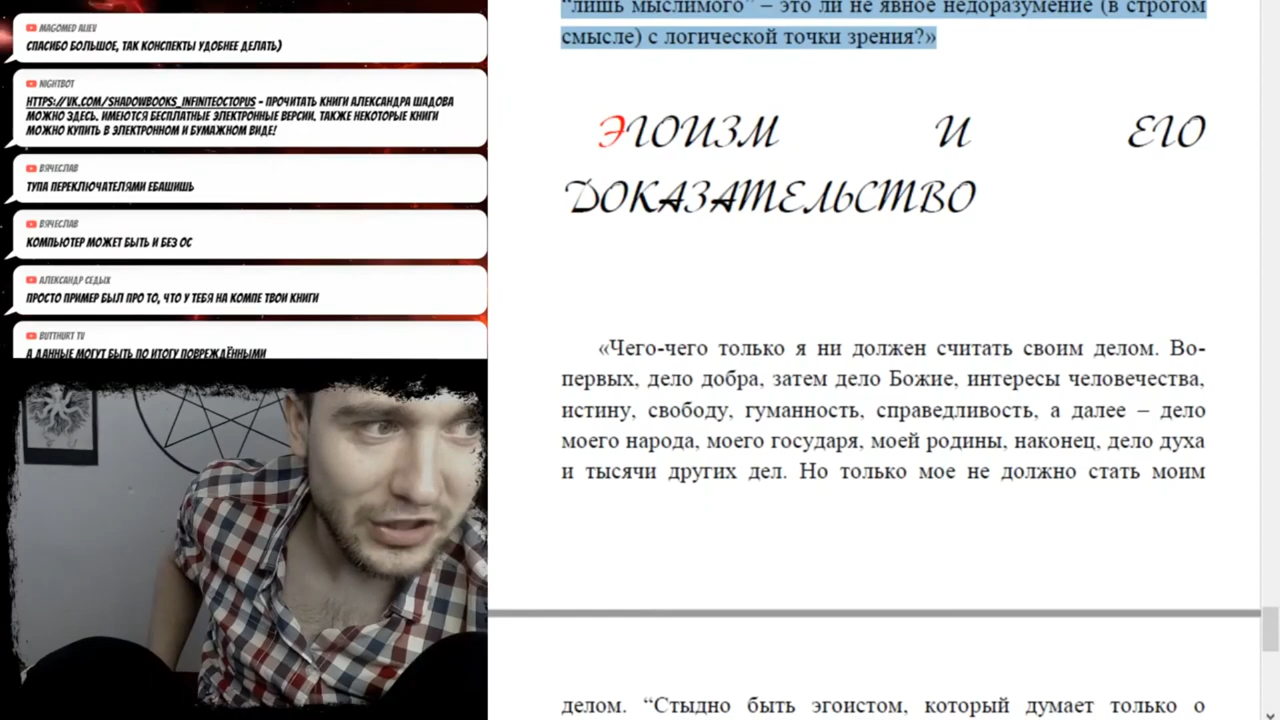 MAGOMED ALIEV
СПАСИБО БОЛЬШОЕ, ТАК КОНСПЕКТЫ УДОБНЕЕ ДЕЛАТЬ)
NIGHTBOT
HTTPS://VK.COM/SHADOWBOOKS_INFINITEOCTOPUS - ПРОЧИТАТЬ КНИГИ АЛЕКСАНДРА ШАДОВА
МОЖНО ЗДЕСЬ. ИМЕЮТСЯ БЕСПЛАТНЫЕ ЭЛЕКТРОННЫЕ ВЕРСИИ. ТАКЖЕ НЕКОТОРЫЕ КНИГИ
МОЖНО КУПИТЬ В ЭЛЕКТРОННОМ И БУМАЖНОМ ВИДЕ!
ВЯЧЕСЛАВ
ТУПА ПЕРЕКЛЮЧАТЕЛЯМИ ЕБАШИШЬ
ВЯЧЕСЛАВ
КОМПЬЮТЕР МОЖЕТ БЫТЬ И БЕЗ ОС
АЛЕКСАНДР СЕДЫХ
ПРОСТО ПРИМЕР БЫЛ ПРО ТО, ЧТО У ТЕБЯ НА КОМПЕ ТВОИ КНИГИ
BUTTHURT TV
А ДАННЫЕ МОГУТ БЫТЬ ПО ИТОГУ ПОВРЕЖДЁННЫМИ
“лишь мыслимого” – это ли не явное недоразумение (в строгом
смысле) с логической точки зрения?»
ЭГОИЗМ И ЕГО
ДОКАЗАТЕЛЬСТВО
«Чего-чего только я ни должен считать своим делом. Во-
первых, дело добра, затем дело Божие, интересы человечества,
истину, свободу, гуманность, справедливость, а далее – дело
моего народа, моего государя, моей родины, наконец, дело духа
и тысячи других дел. Но только мое не должно стать моим
делом. “Стыдно быть эгоистом, который думает только о